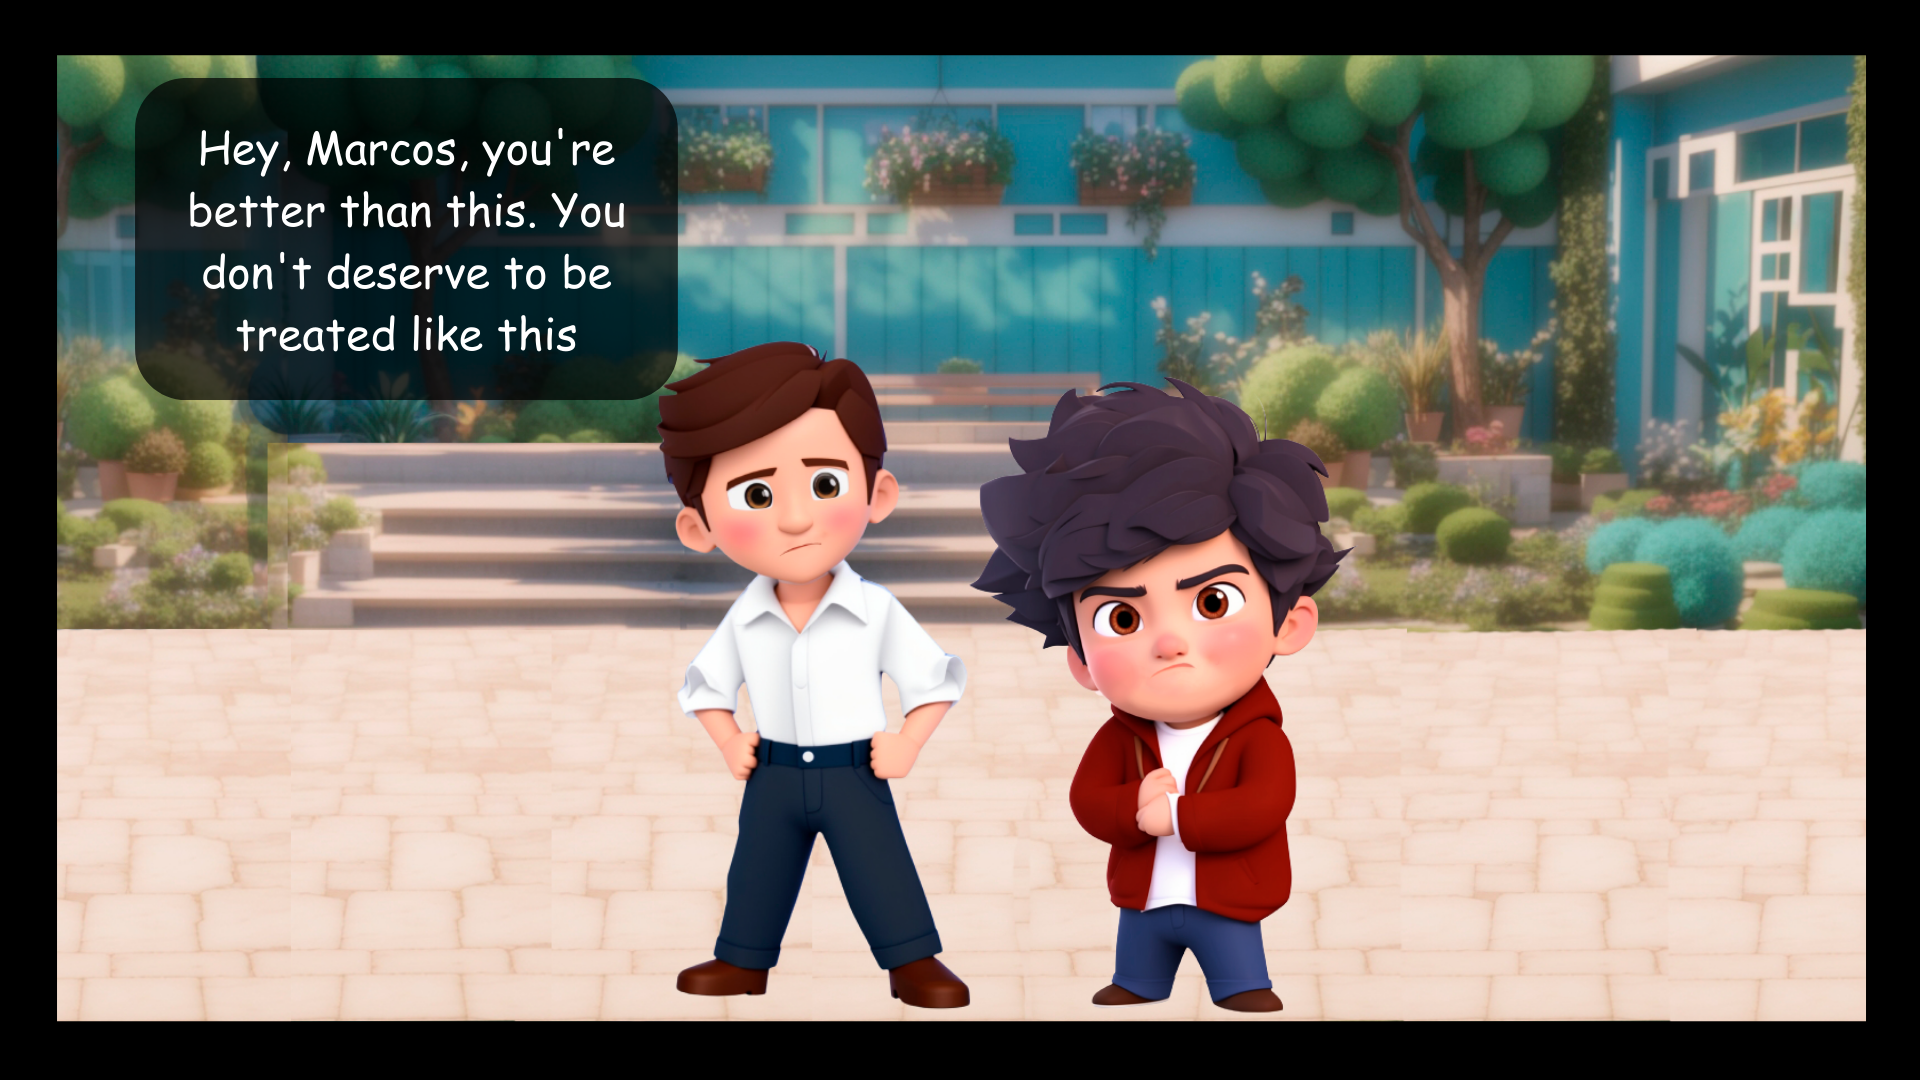 Hey, Marcos, you're
better than this. You
don't deserve to be
treated like this